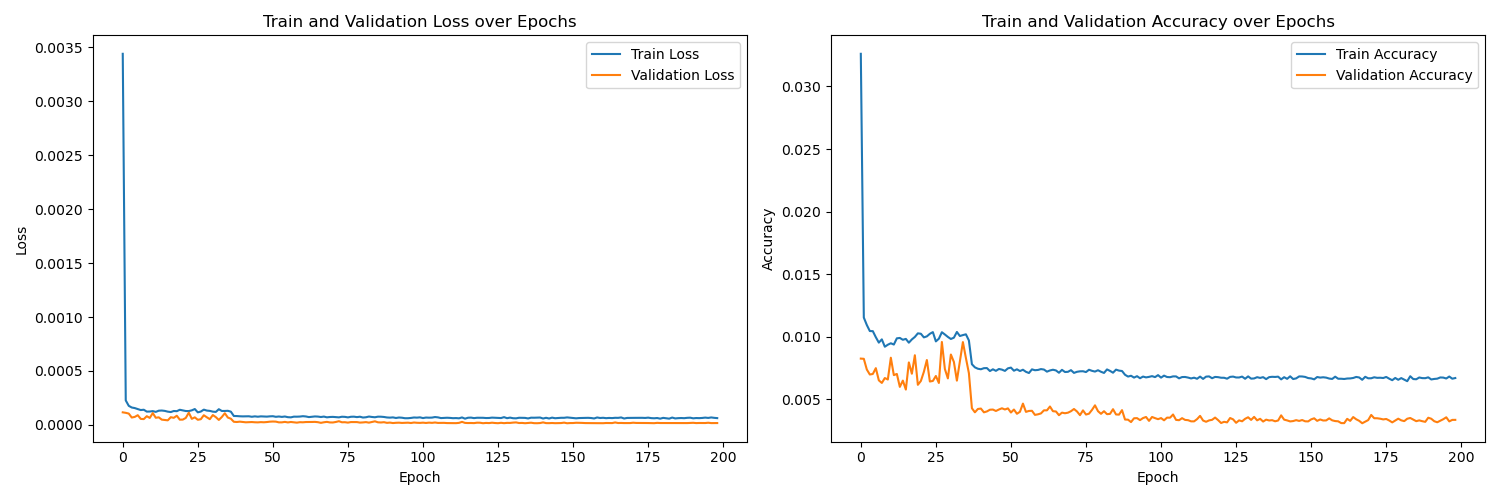 Train and Validation Loss over Epochs
0.0035
0.0030
0.0025
0.0020
0.0015
0.0010
0.0005
0.0000
Loss
Train Loss
Validation Loss
0 25 50 75 100 125 150 175 200
Epoch
Train and Validation Accuracy over Epochs
0.030
0.025
0.020
0.015
0.010
0.005
Accuracy
Train Accuracy
Validation Accuracy
0 25 50 75 100 125 150 175 200
Epoch